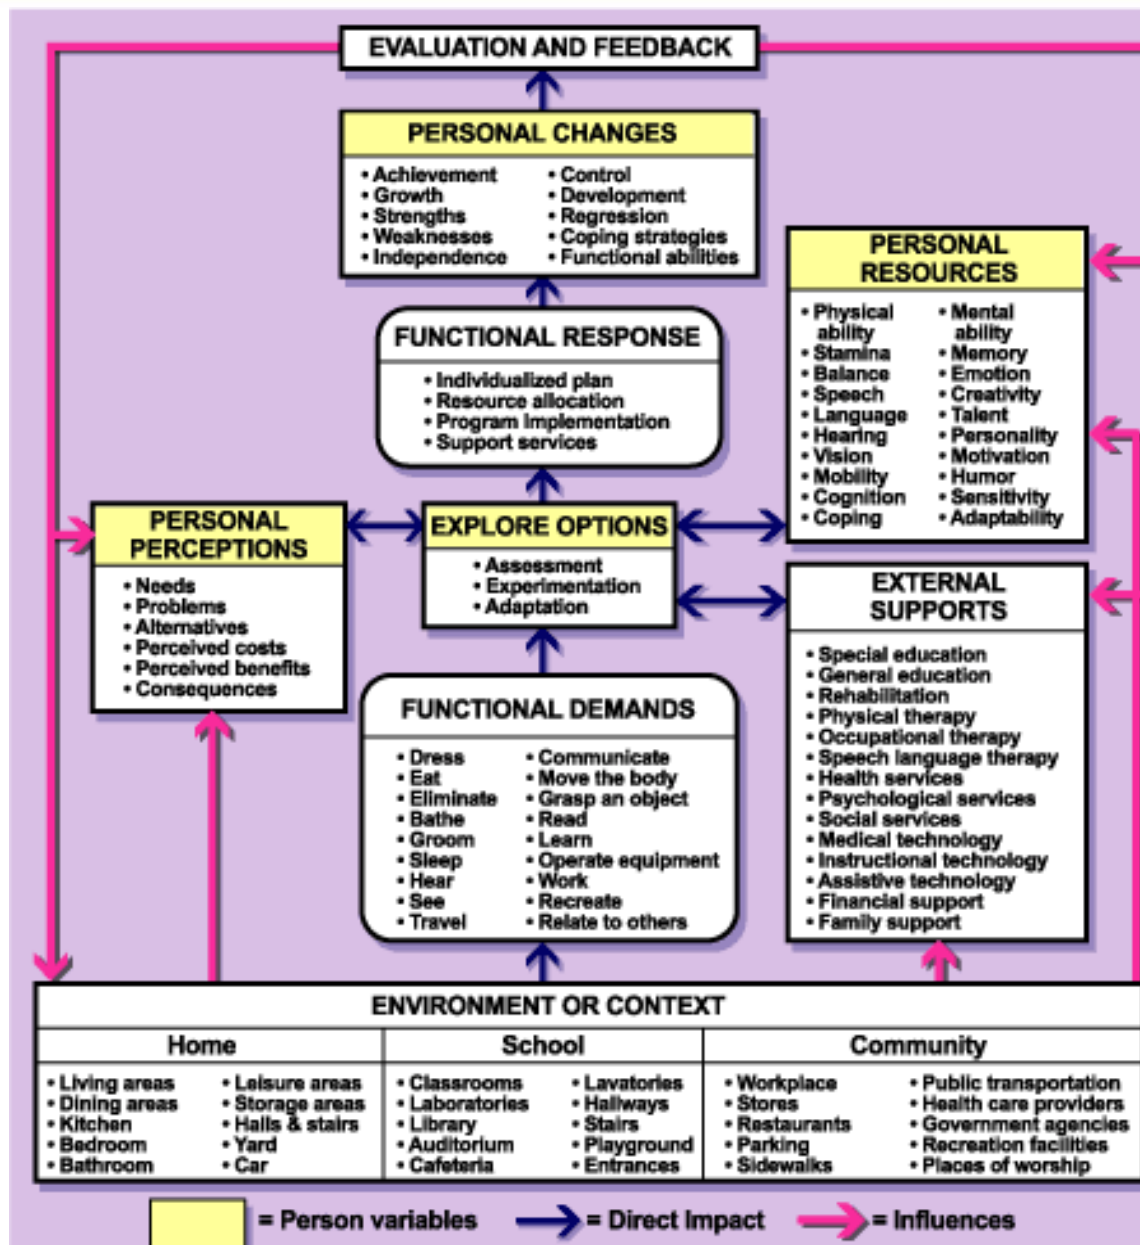 EVALUATION AND FEEDBACK
PERSONAL CHANGES
• Achievement
• Growth
• Strengths
• Weaknesses
• Independence
• Control
• Development
• Regression
• Coping strategies
• Functional abilities
FUNCTIONAL RESPONSE
• Individualized plan
• Resource allocation
• Program Implementation
• Support services
PERSONAL
RESOURCES
• Physical
ability
• Stamina
• Balance
• Speech
• Language
• Hearing
• Vision
• Mobility
• Cognition
• Coping
• Mental
ability
• Memory
• Emotion
• Creativity
• Talent
• Personality
• Motivation
• Humor
• Sensitivity
• Adaptability
PERSONAL
PERCEPTIONS
• Needs
• Problems
• Alternatives
• Perceived costs
• Perceived benefits
• Consequences
EXPLORE OPTIONS
• Assessment
• Experimentation
• Adaptation
EXTERNAL
SUPPORTS
• Special education
• General education
• Rehabilitation
• Physical therapy
• Occupational therapy
• Speech language therapy
• Health services
• Psychological services
• Social services
• Medical technology
• Instructional technology
• Assistive technology
• Financial support
• Family support
FUNCTIONAL DEMANDS
• Dress
• Eat
• Eliminate
• Bathe
• Groom
• Sleep
• Hear
• See
• Travel
• Communicate
• Move the body
• Grasp an object
• Read
• Learn
• Operate equipment
• Work
• Recreate
• Relate to others
ENVIRONMENT OR CONTEXT
Home
• Living areas
• Dining areas
• Kitchen
• Bedroom
• Bathroom
• Leisure areas
• Storage areas
• Halls & stairs
• Yard
• Car
School
• Classrooms
• Laboratories
• Library
• Auditorium
• Cafeteria
• Lavatories
• Hallways
• Stairs
• Playground
• Entrances
Community
• Workplace
• Stores
• Restaurants
• Parking
• Sidewalks
• Public transportation
• Health care providers
• Government agencies
• Recreation facilities
• Places of worship
= Person variables
= Direct Impact
= Influences